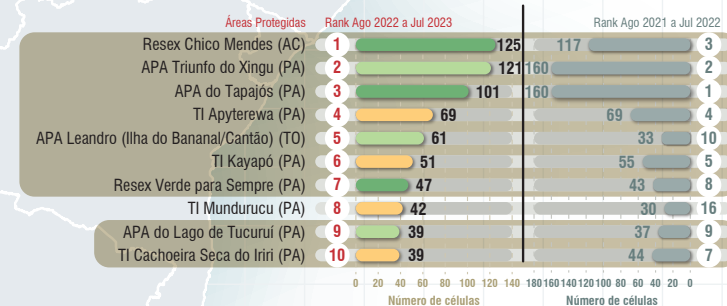 Áreas Protegidas Rank Ago 2022 a Jul 2023 Rank Ago 2021 a Jul 2022
Resex Chico Mendes (AC) 1 125 117 3
APA Triunfo do Xingu (PA) 2 121 160 2
APA do Tapajós (PA) 3 101 160 1
TI Apyterewa (PA) 4 69 69 4
APA Leandro (Ilha do Bananal/Cantão) (TO) 5 61 33 10
TI Kayapó (PA) 6 51 55 5
Resex Verde para Sempre (PA) 7 47 43 8
TI Mundurucu (PA) 8 42 30 16
APA do Lago de Tucuruí (PA) 9 39 37 9
TI Cachoeira Seca do Iriri (PA) 10 39 44 7
0 20 40 60 80 100 120 140 180 160 140 120 100 80 60 40 20 0
Número de células Número de células